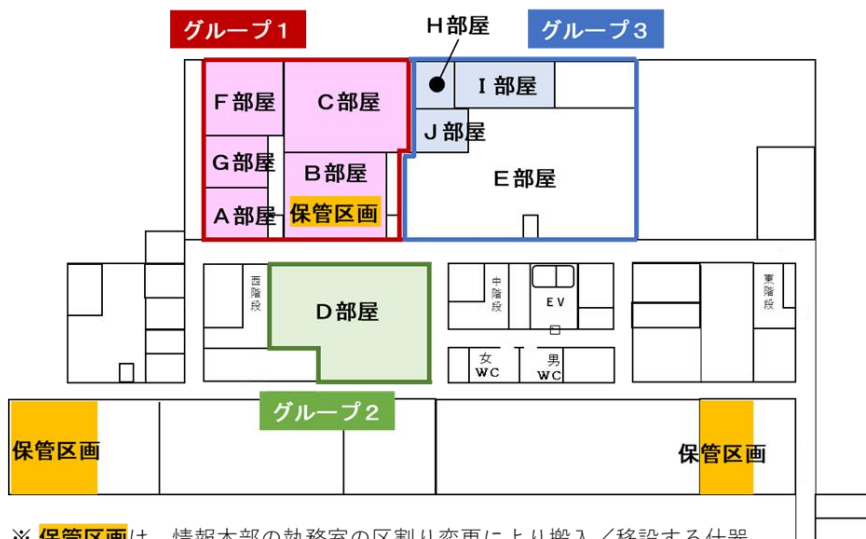 グループ1
H部屋
グループ3
F部屋
C部屋
I部屋
J部屋
G部屋
B部屋
E部屋
A部屋
保管区画
西階段
D部屋
中階段
EV
東階段
女
WC
男
WC
グループ2
保管区画
保管区画
※ 保管区画は、情報本部の執務室の区割り変更により搬入／移設する什器